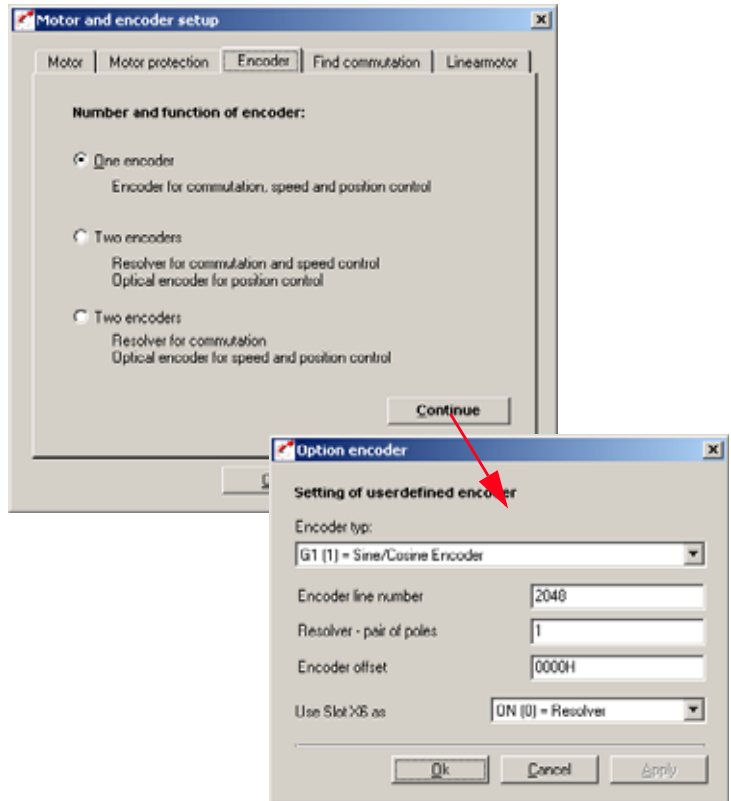 Motor and encoder setup
Motor
Motor protection
Encoder
Find commutation
Linearmotor
Number and function of encoder:
One encoder
Encoder for commutation, speed and position control
Two encoders
Resolver for commutation and speed control
Optical encoder for position control
Two encoders
Resolver for commutation
Optical encoder for speed and position control
Continue
Option encoder
Setting of userdefined encoder
Encoder typ:
G1 (1) = Sine/Cosine Encoder
Encoder line number
2048
Resolver - pair of poles
1
Encoder offset
0000H
Use Slot X6 as
ON (0) = Resolver
Ok
Cancel
Apply